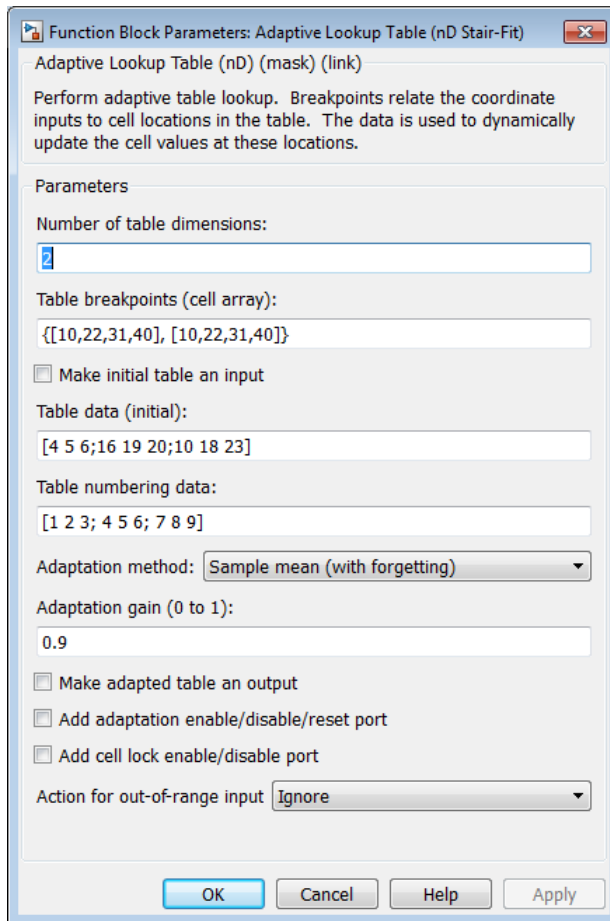 Function Block Parameters: Adaptive Lookup Table (nD Stair-Fit)
Adaptive Lookup Table (nD) (mask) (link)
Perform adaptive table lookup.  Breakpoints relate the coordinate
inputs to cell locations in the table.  The data is used to dynamically
update the cell values at these locations.
Parameters
Number of table dimensions:
2
Table breakpoints (cell array):
{[10,22,31,40], [10,22,31,40]}
Make initial table an input
Table data (initial):
[4 5 6;16 19 20;10 18 23]
Table numbering data:
[1 2 3; 4 5 6; 7 8 9]
Adaptation method: Sample mean (with forgetting)
Adaptation gain (0 to 1):
0.9
Make adapted table an output
Add adaptation enable/disable/reset port
Add cell lock enable/disable port
Action for out-of-range input Ignore
OK Cancel Help Apply